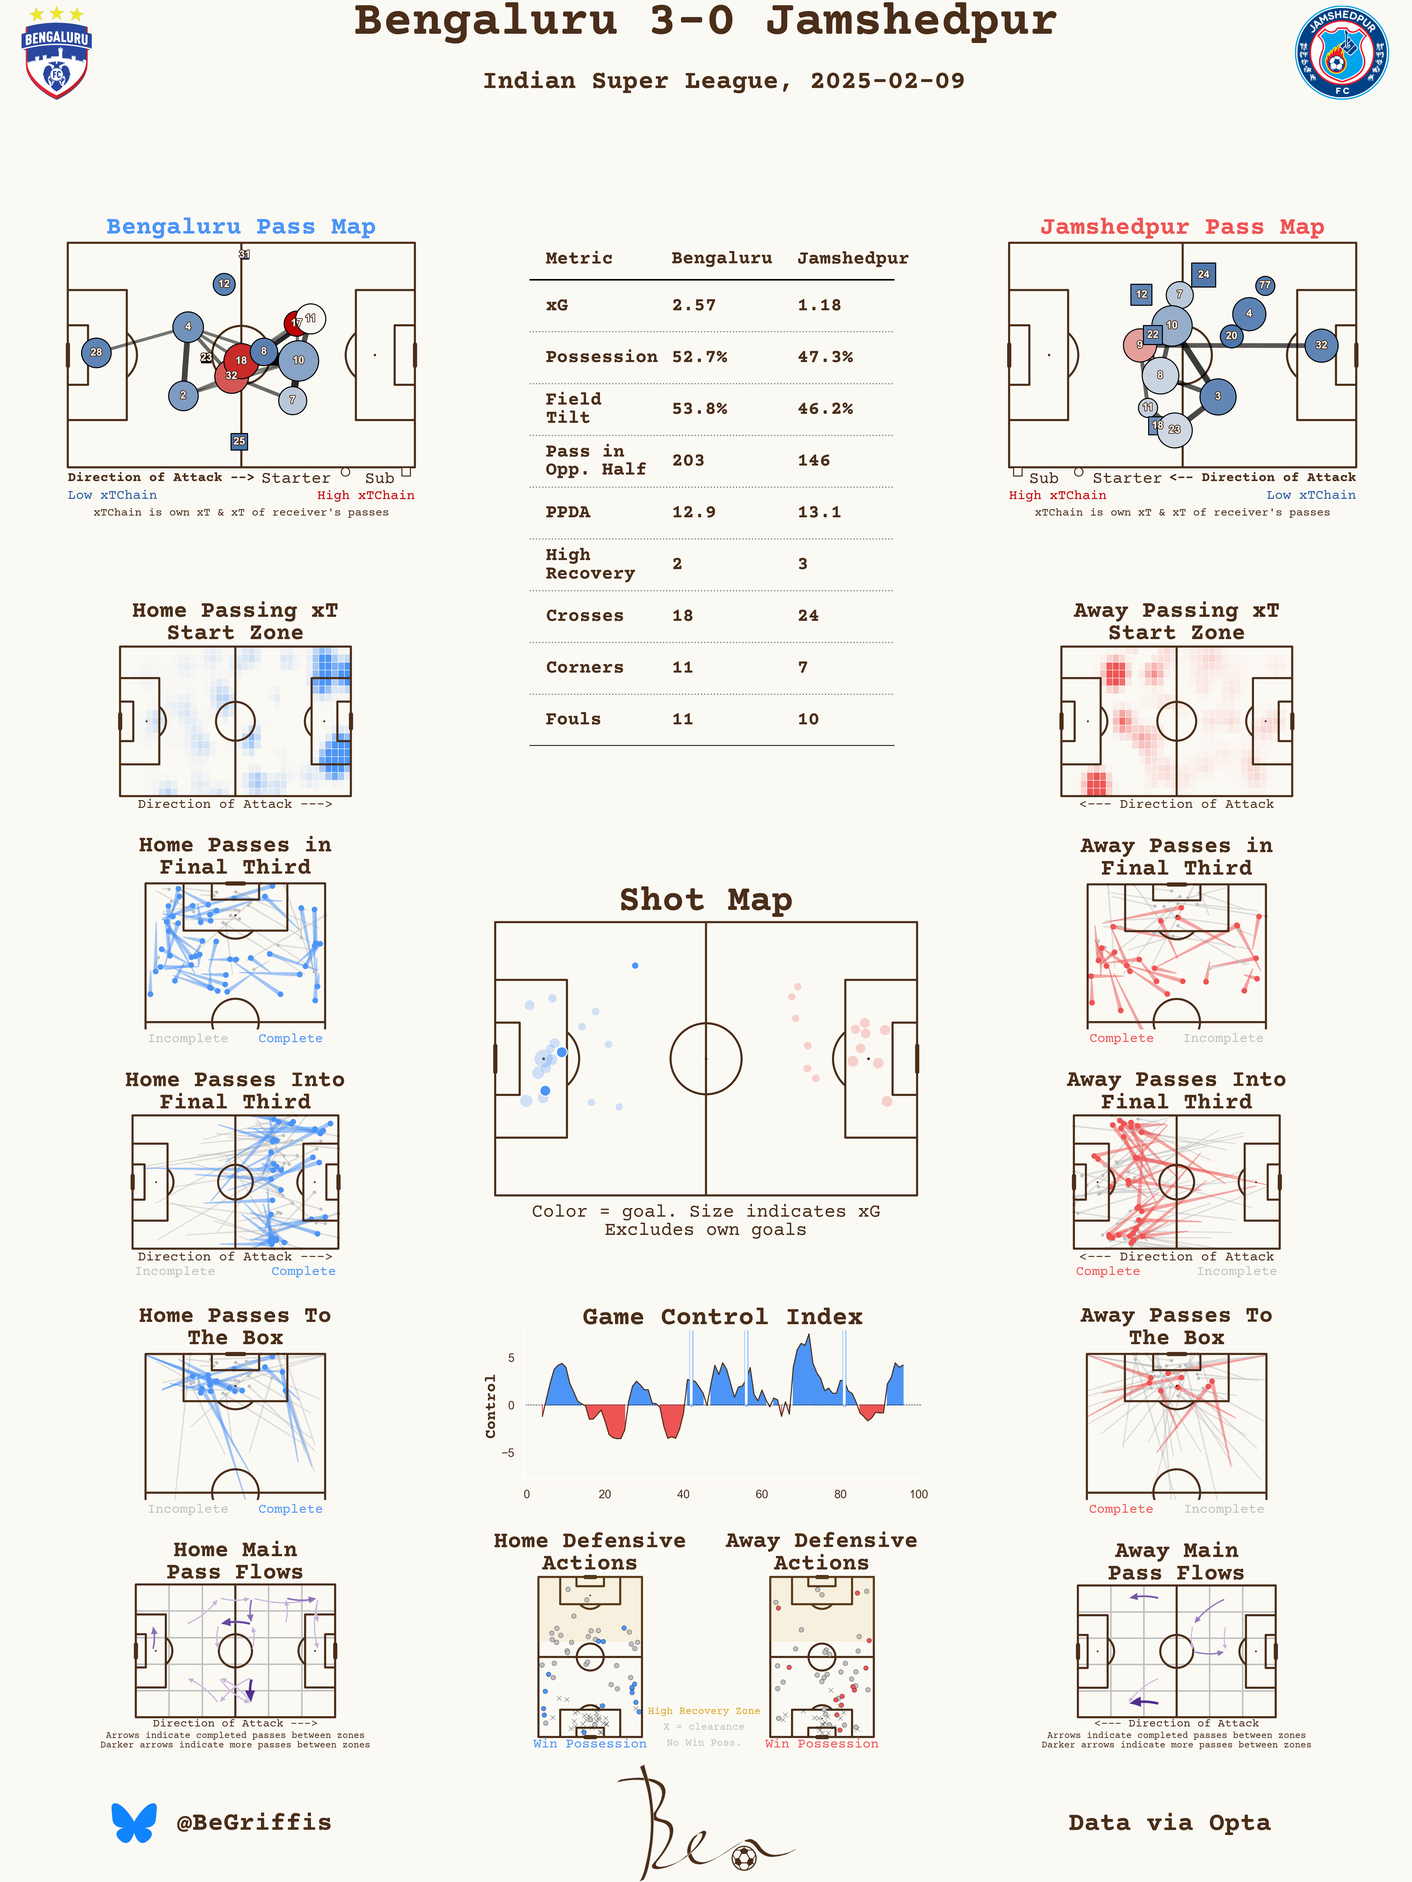 Bengaluru 3-0 Jamshedpur
Indian Super League, 2025-02-09
BENGALURU
FC
JAMSHEDPUR
FC
Bengaluru Pass Map
31
12
4
17
11
28
23
18
8
10
32
2
7
25
Direction of Attack --> Starter Sub
Low xTChain High xTChain
xTChain is own xT & xT of receiver's passes
Metric Bengaluru Jamshedpur
xG 2.57 1.18
Possession 52.7% 47.3%
Field
Tilt 53.8% 46.2%
Pass in
Opp. Half 203 146
PPDA 12.9 13.1
High
Recovery 2 3
Crosses 18 24
Corners 11 7
Fouls 11 10
Jamshedpur Pass Map
24
77
12
7
4
10
22
20
9
32
8
3
11
18
23
Sub Starter <-- Direction of Attack
High xTChain Low xTChain
xTChain is own xT & xT of receiver's passes
Home Passing xT
Start Zone
Direction of Attack --->
Away Passing xT
Start Zone
<--- Direction of Attack
Home Passes in
Final Third
Incomplete Complete
Away Passes in
Final Third
Complete Incomplete
Shot Map
Color = goal. Size indicates xG
Excludes own goals
Home Passes Into
Final Third
Direction of Attack --->
Incomplete Complete
Away Passes Into
Final Third
<--- Direction of Attack
Complete Incomplete
Home Passes To
The Box
Incomplete Complete
Game Control Index
Control
5
0
−5
0 20 40 60 80 100
Away Passes To
The Box
Complete Incomplete
Home Main
Pass Flows
Direction of Attack --->
Arrows indicate completed passes between zones
Darker arrows indicate more passes between zones
Home Defensive
Actions
Win Possession
Away Defensive
Actions
Win Possession
High Recovery Zone
X = clearance
No Win Poss.
Away Main
Pass Flows
<--- Direction of Attack
Arrows indicate completed passes between zones
Darker arrows indicate more passes between zones
@BeGriffis
Ben
Data via Opta